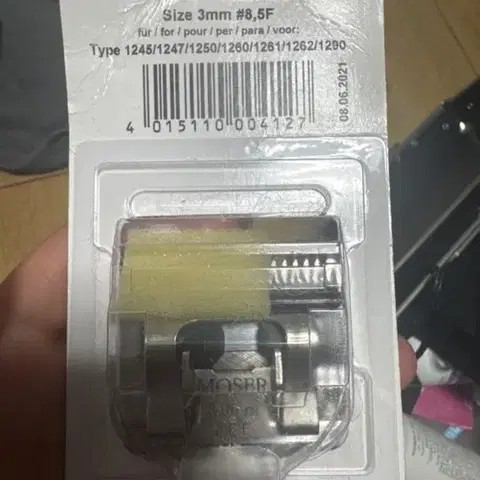 Size 3mm #8,5F
für / for / pour / per / para / voor:
Type 1245/1247/1250/1260/1261/1262/1290
4 015110 004127
08.06.2021
MOSER